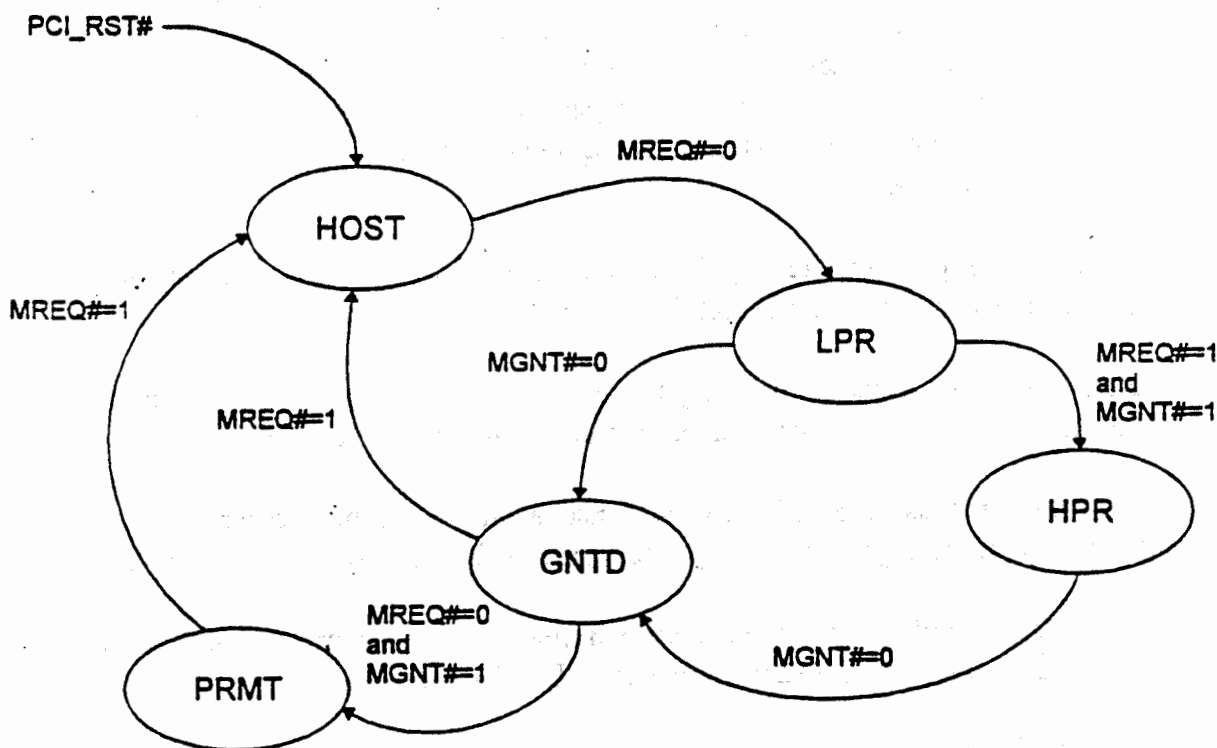 PCI_RST#
MREQ#=0
HOST
MREQ#=1
LPR
MGNT#=0
MREQ#=1
and
MGNT#=1
MREQ#=1
HPR
GNTD
MREQ#=0
and
MGNT#=1
MGNT#=0
PRMT